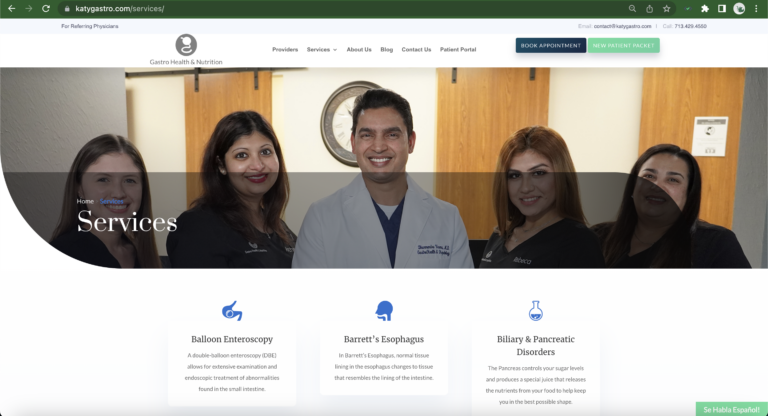 katygastro.com/services/
For Referring Physicians
Email: contact@katygastro.com | Call: 713.405.4550
Gastro Health & Nutrition
Providers Services About Us Blog Contact Us Patient Portal
BOOK APPOINTMENT NEW PATIENT PACKET
Home Services
Services
Balloon Enteroscopy
A double-balloon enteroscopy (DBE)
allows for extensive examination and
endoscopic treatment of abnormalities
found in the small intestine.
Barrett's Esophagus
In Barrett's Esophagus, normal tissue
lining in the esophagus changes to tissue
that resembles the lining of the intestine.
Biliary & Pancreatic
Disorders
The Pancreas controls your sugar levels
and produces a special juice that releases
the nutrients from your food to help keep
you in the best possible shape.
Se Habla Español!